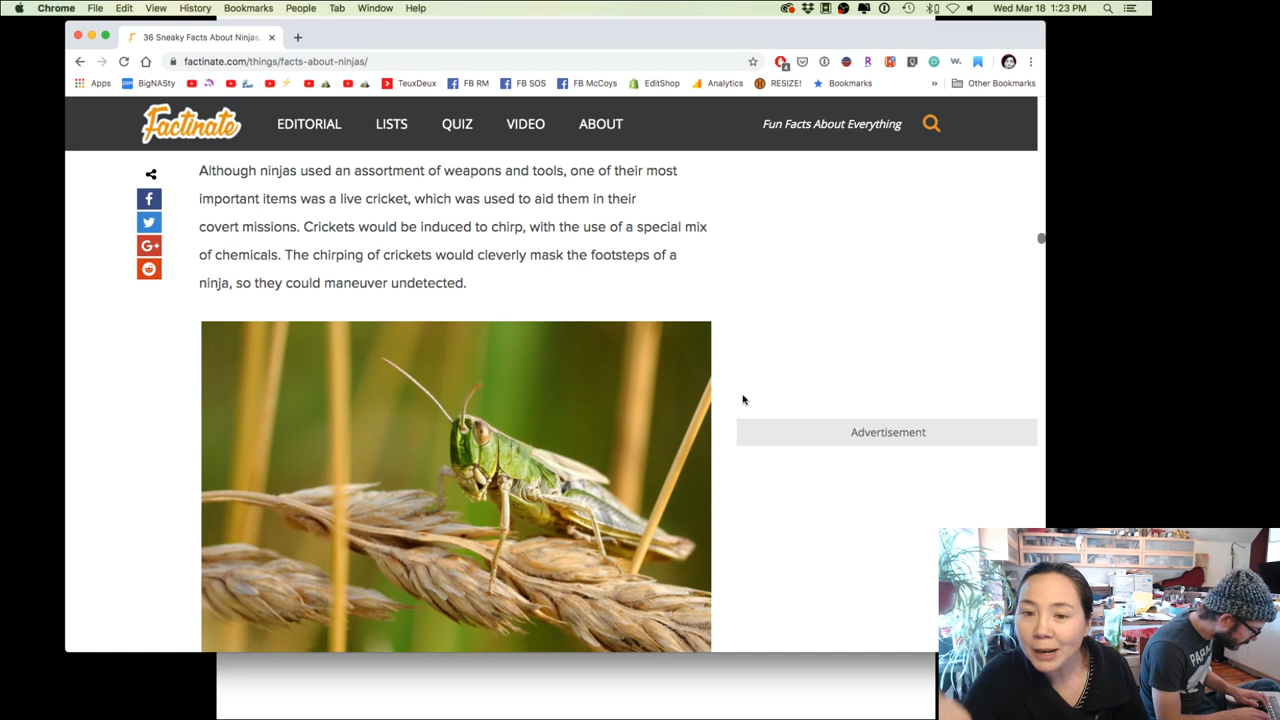 Chrome File Edit View History Bookmarks People Tab Window Help Wed Mar 18 1:23 PM
36 Sneaky Facts About Ninjas,
factinate.com/things/facts-about-ninjas/
Apps BigNASty TeuxDeux FB RM FB SOS FB McCoys EditShop Analytics RESIZE! Bookmarks » Other Bookmarks
Factinate EDITORIAL LISTS QUIZ VIDEO ABOUT Fun Facts About Everything
Although ninjas used an assortment of weapons and tools, one of their most
important items was a live cricket, which was used to aid them in their
covert missions. Crickets would be induced to chirp, with the use of a special mix
of chemicals. The chirping of crickets would cleverly mask the footsteps of a
ninja, so they could maneuver undetected.
Advertisement